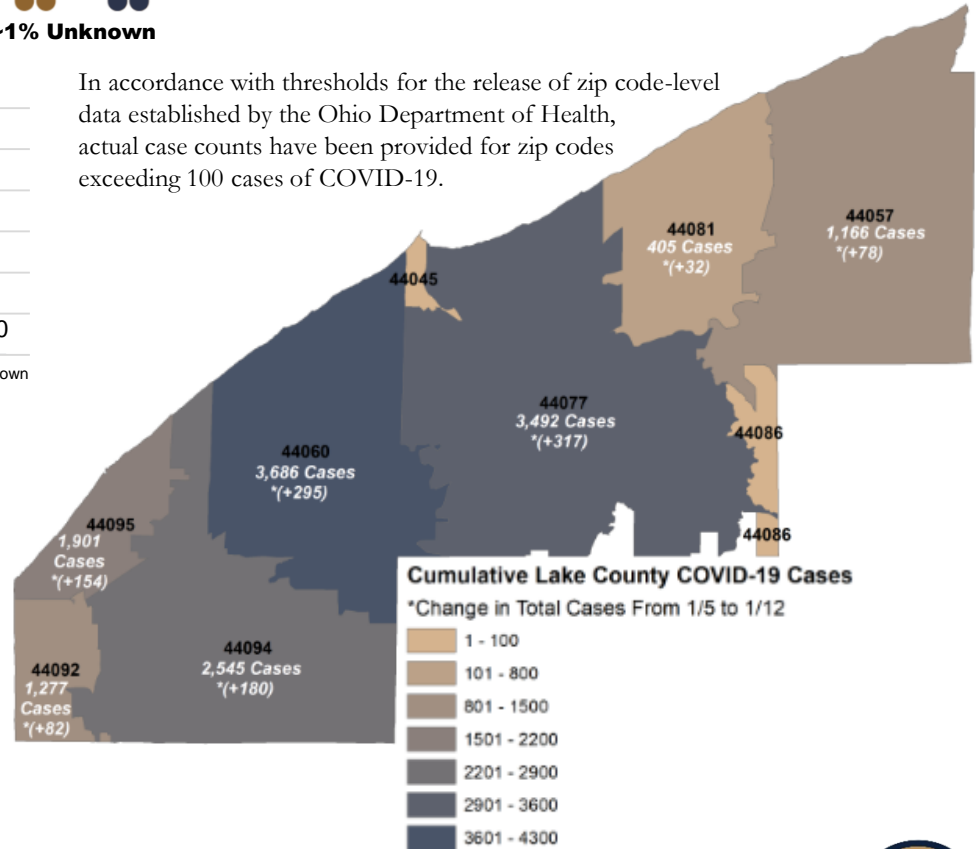 1% Unknown
In accordance with thresholds for the release of zip code-level
data established by the Ohio Department of Health,
actual case counts have been provided for zip codes
exceeding 100 cases of COVID-19.
0
own
44057
1,166 Cases
*(+78)
44081
405 Cases
*(+32)
44045
44077
3,492 Cases
*(+317)
44086
44060
3,686 Cases
*(+295)
44095
1,901
Cases
*(+154)
44086
44094
2,545 Cases
*(+180)
44092
1,277
Cases
*(+82)
Cumulative Lake County COVID-19 Cases
*Change in Total Cases From 1/5 to 1/12
1 - 100
101 - 800
801 - 1500
1501 - 2200
2201 - 2900
2901 - 3600
3601 - 4300